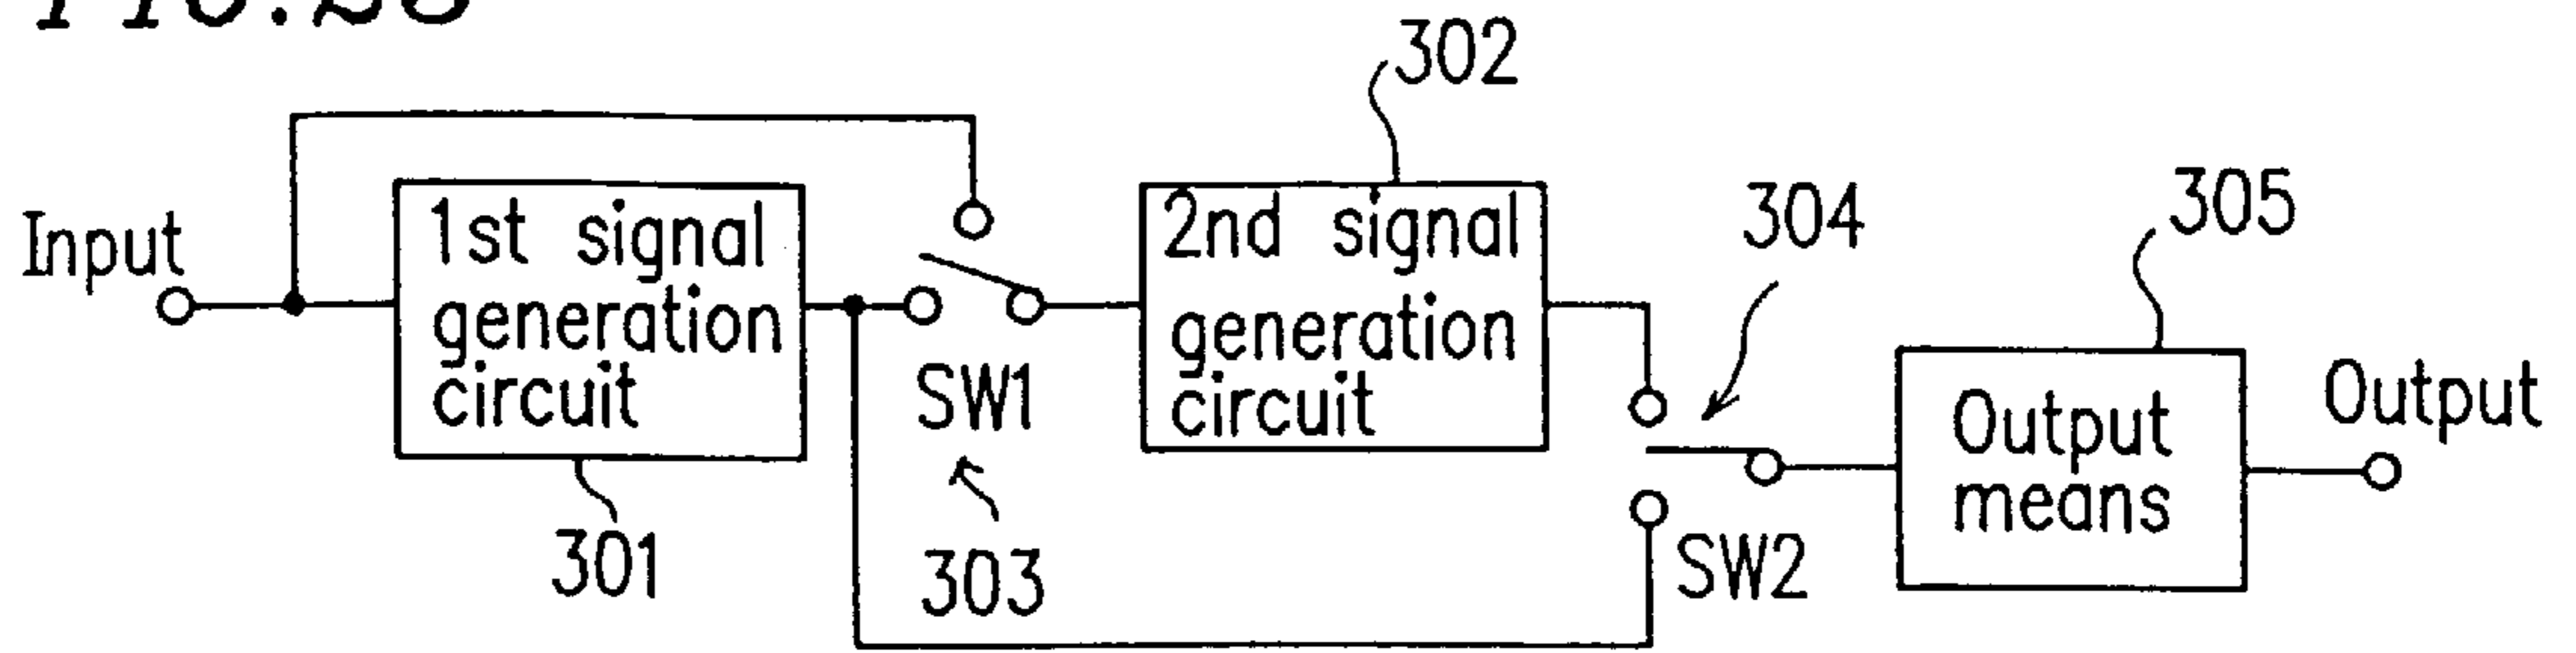 302
Input
1st signal
generation
circuit
2nd signal
generation
circuit
304
305
SW1
Output
means
Output
301
303
SW2